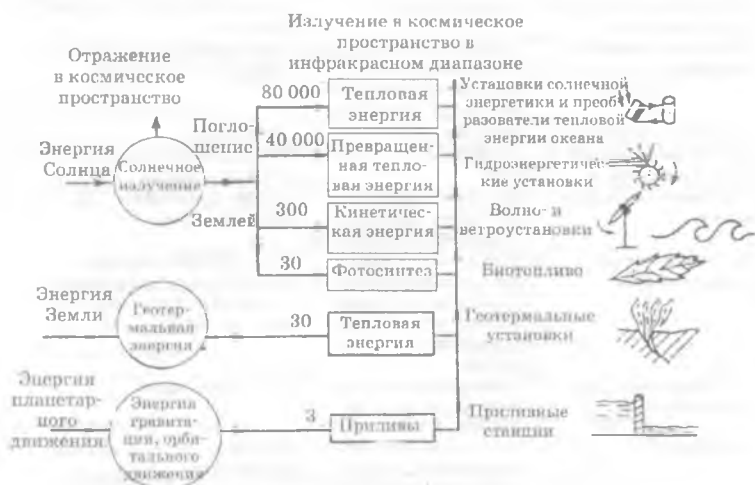 Излучение в космическое
пространство в
инфракрасном диапазоне
Отражение
в космическое
пространство
Энергия
Солнца
Солнечное
излучение
Погло-
шение
Землей
80 000
Тепловая
энергия
Установки солнечной
энергетики и преоб
разователи тепловой
энергии океана
40 000
Превращен-
ная тепло-
вая энергия
Гидроэнергетичес-
кие установки
300
Кинетичес-
кая энергия
Волно- и
ветроустановки
30
Фотосинтез
Биотопливо
Энергия
Земли
Геотер-
мальная
энергия
30
Тепловая
энергия
Геотермальные
установки
Энергия
планетар-
ного
движения
Энергия
гравита-
ции, орби-
тального
движения
3
Приливы
Приливные
станции